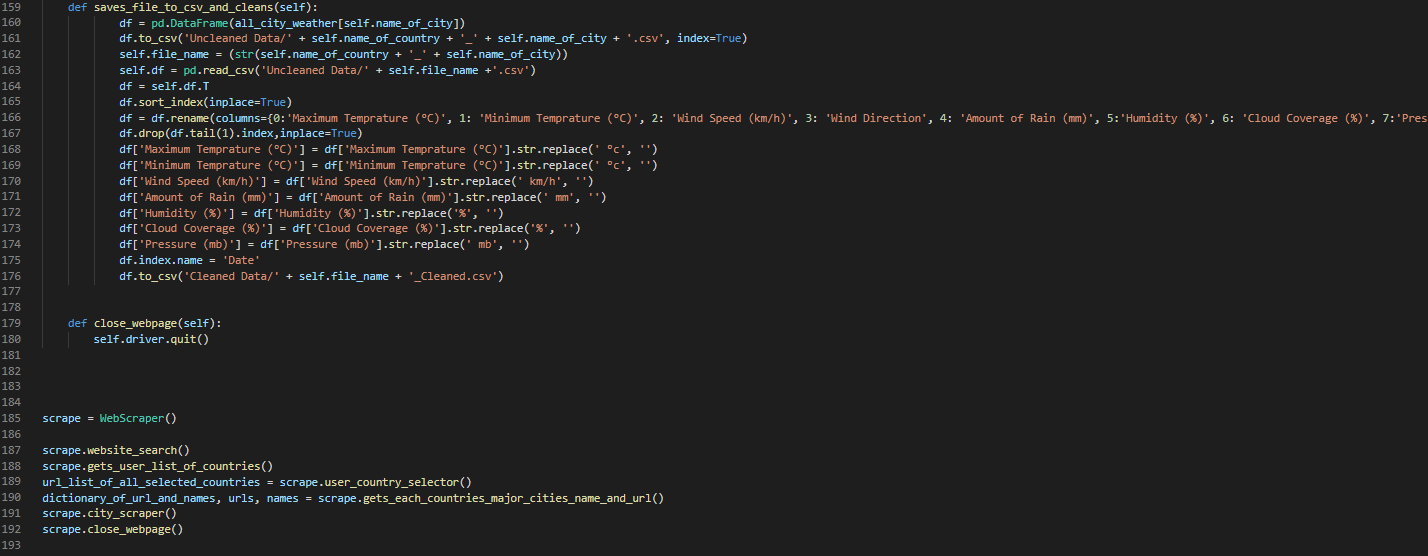 159 def saves_file_to_csv_and_cleans(self):
160 df = pd.DataFrame(all_city_weather[self.name_of_city])
161 df.to_csv('Uncleaned Data/' + self.name_of_country + '_' + self.name_of_city + '.csv', index=True)
162 self.file_name = (str(self.name_of_country + '_' + self.name_of_city))
163 self.df = pd.read_csv('Uncleaned Data/' + self.file_name +'.csv')
164 df = self.df.T
165 df.sort_index(inplace=True)
166 df = df.rename(columns={0:'Maximum Temprature (°C)', 1: 'Minimum Temprature (°C)', 2: 'Wind Speed (km/h)', 3: 'Wind Direction', 4: 'Amount of Rain (mm)', 5:'Humidity (%)', 6: 'Cloud Coverage (%)', 7:'Pres
167 df.drop(df.tail(1).index,inplace=True)
168 df['Maximum Temprature (°C)'] = df['Maximum Temprature (°C)'].str.replace(' °c', '')
169 df['Minimum Temprature (°C)'] = df['Minimum Temprature (°C)'].str.replace(' °c', '')
170 df['Wind Speed (km/h)'] = df['Wind Speed (km/h)'].str.replace(' km/h', '')
171 df['Amount of Rain (mm)'] = df['Amount of Rain (mm)'].str.replace(' mm', '')
172 df['Humidity (%)'] = df['Humidity (%)'].str.replace('%', '')
173 df['Cloud Coverage (%)'] = df['Cloud Coverage (%)'].str.replace('%', '')
174 df['Pressure (mb)'] = df['Pressure (mb)'].str.replace(' mb', '')
175 df.index.name = 'Date'
176 df.to_csv('Cleaned Data/' + self.file_name + '_Cleaned.csv')
177
178
179 def close_webpage(self):
180 self.driver.quit()
181
182
183
184
185 scrape = WebScraper()
186
187 scrape.website_search()
188 scrape.gets_user_list_of_countries()
189 url_list_of_all_selected_countries = scrape.user_country_selector()
190 dictionary_of_url_and_names, urls, names = scrape.gets_each_countries_major_cities_name_and_url()
191 scrape.city_scraper()
192 scrape.close_webpage()
193